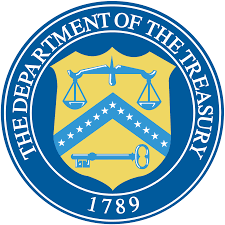 THE DEPARTMENT OF THE TREASURY
1789